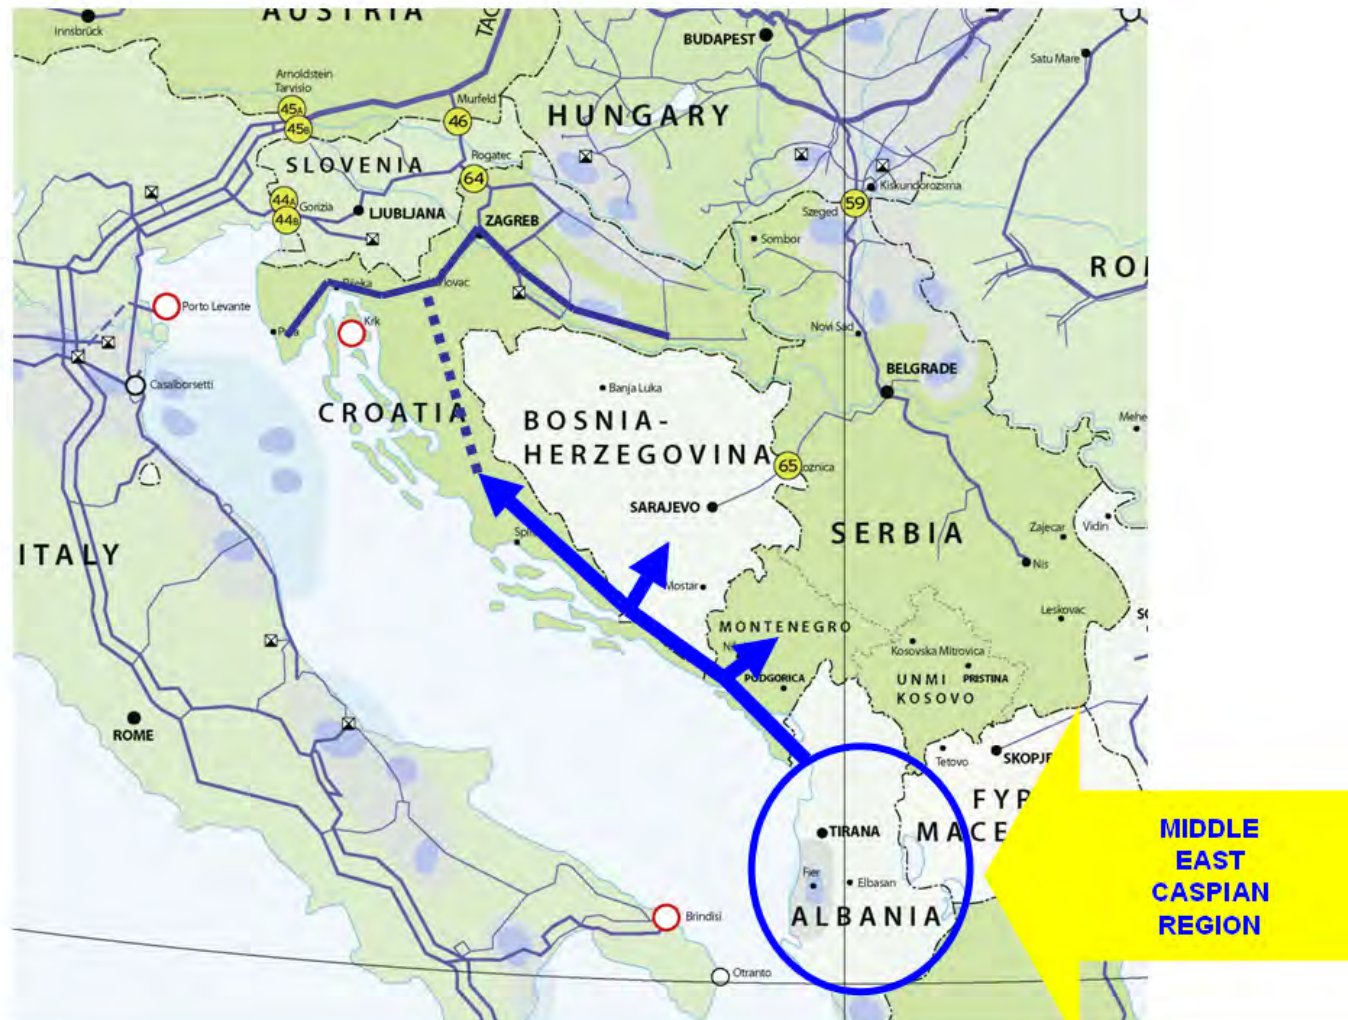 AUSTRIA
TAG
Innsbrück
BUDAPEST
Satu Mare
Arnoldstein
Tarvisio
45A
45B
Murfeld
46
HUNGARY
SLOVENIA
Rogatec
64
Kiskundorozsma
44A
44B
Gorizia
LJUBLJANA
ZAGREB
Szeged
59
Sombor
Porto Levante
Krk
Novi Sad
Casalborsetti
BELGRADE
Banja Luka
CROATIA
BOSNIA-
HERZEGOVINA
65
SARAJEVO
SERBIA
Zajecar
Vidin
ITALY
Nis
Mostar
Leskovac
MONTENEGRO
Kosovska Mitrovica
PODGORICA
UNMI
KOSOVO
PRISTINA
ROME
Tetovo
TIRANA
Fier
Elbasan
ALBANIA
Brindisi
Otranto
MIDDLE
EAST
CASPIAN
REGION